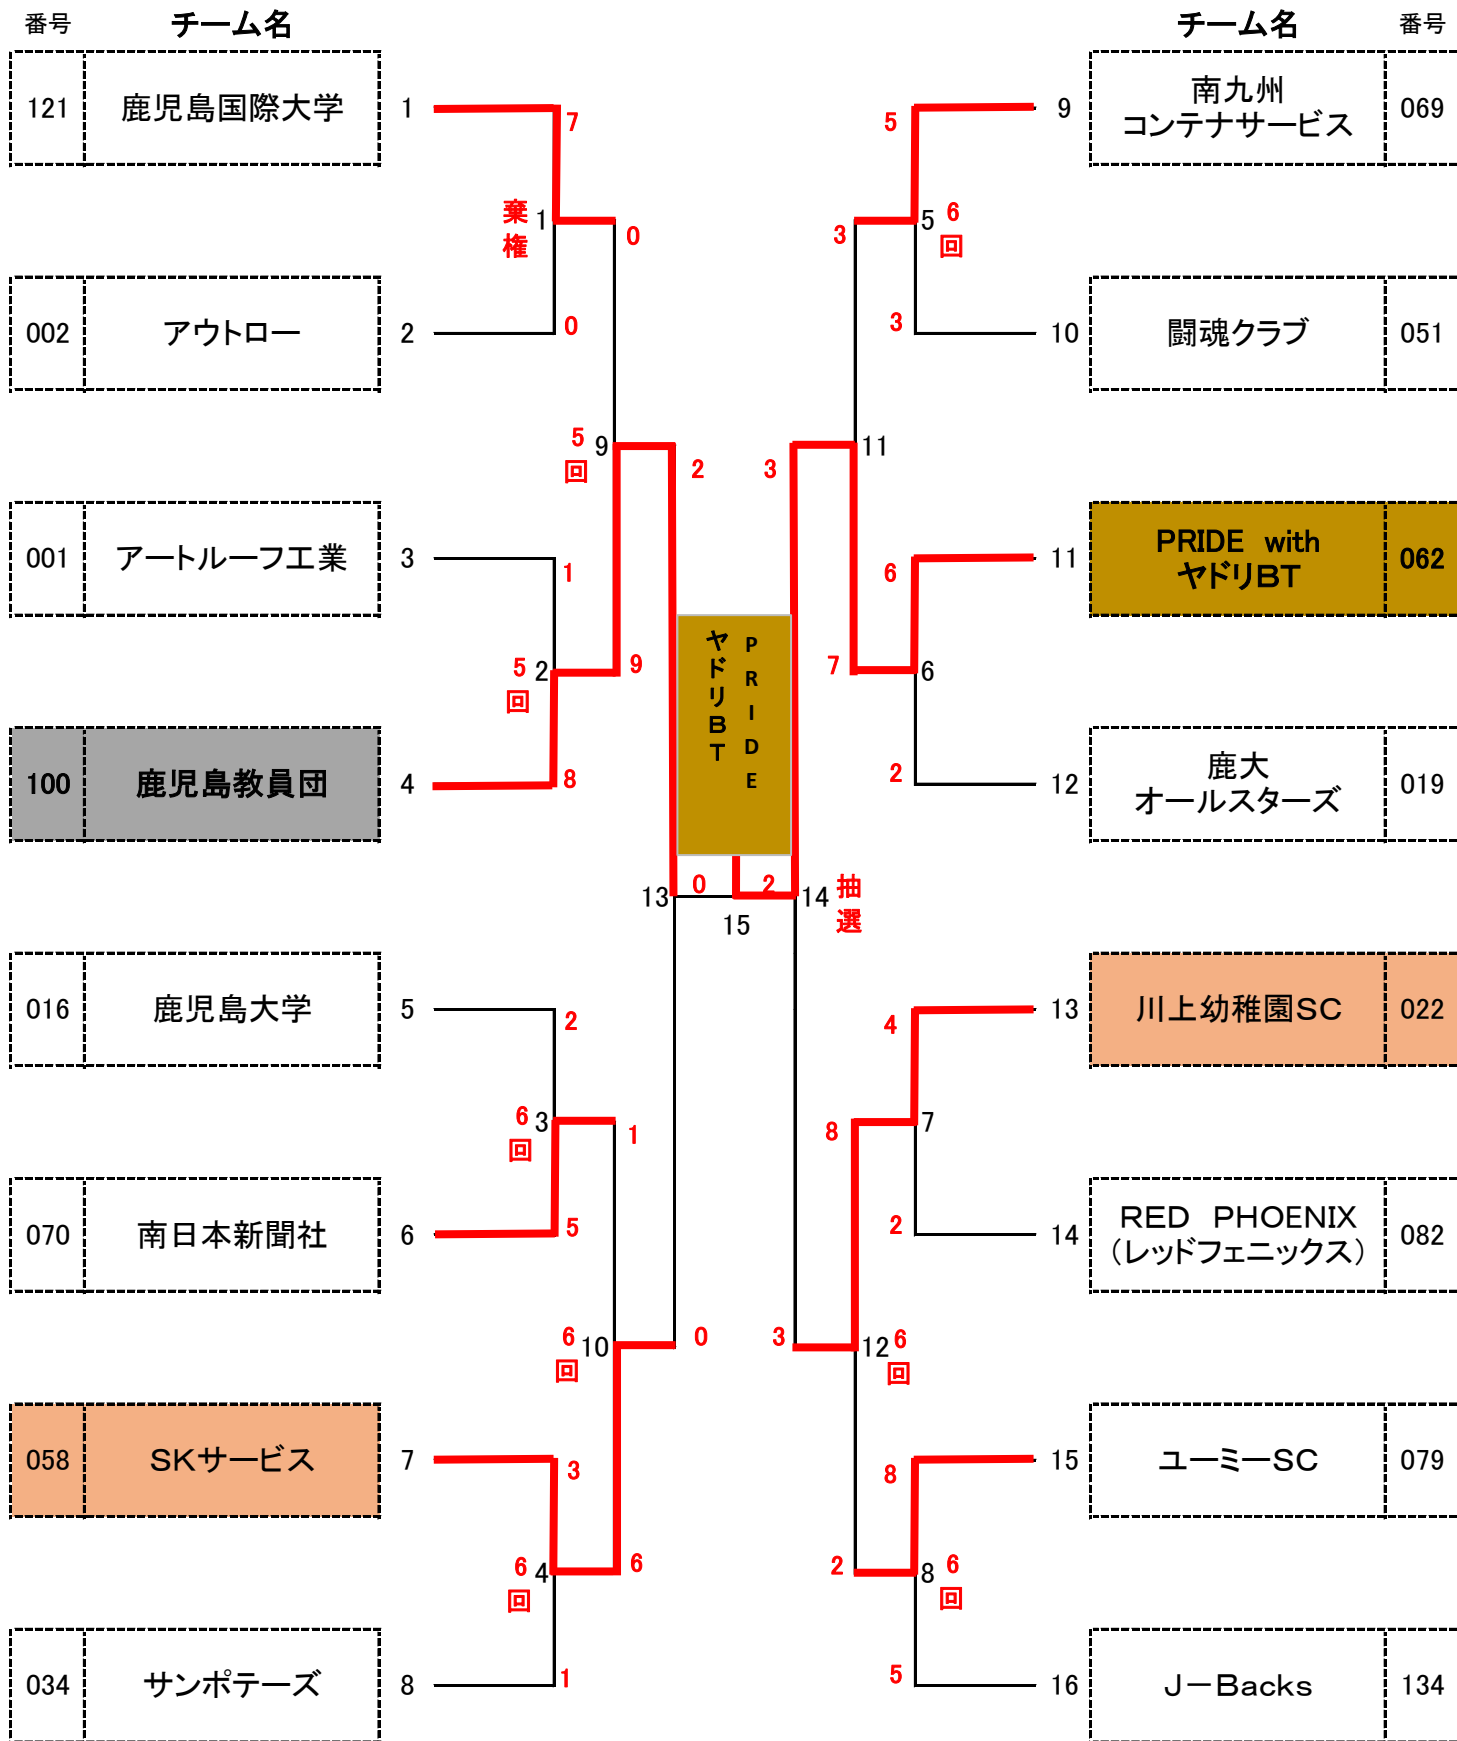 番号 チーム名 チーム名 番号
121 鹿児島国際大学 1
7
棄権
1
0
002 アウトロー 2
0
5回
9
2
001 アートルーフ工業 3
1
5回
2
9
100 鹿児島教員団 4
8
13
0
016 鹿児島大学 5
2
6回
3
1
070 南日本新聞社 6
5
6回
10
0
058 SKサービス 7
3
6回
4
6
034 サンポテーズ 8
1
PRIDE
ヤドリBT
15
2
14
抽選
9
南九州
コンテナサービス
069
5
3
5
6回
10 闘魂クラブ 051
3
3
11
11
PRIDE with
ヤドリBT
062
6
7
6
12
鹿大
オールスターズ
019
2
13 川上幼稚園SC 022
4
8
7
14
RED PHOENIX
（レッドフェニックス）
082
2
3
12
6回
15 ユーミーSC 079
8
2
8
6回
16 J－Backs 134
5